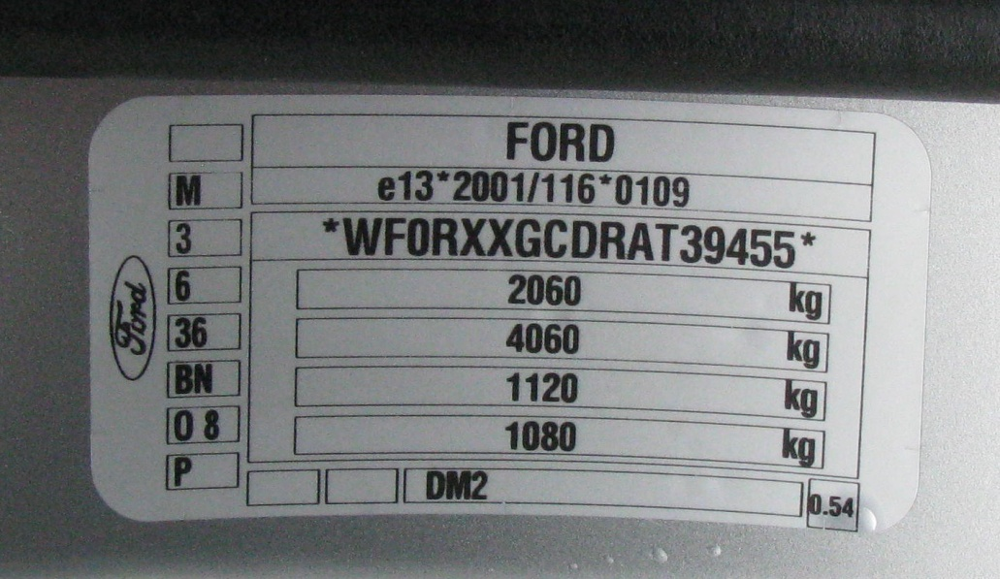 FORD
e13*2001/116*0109
*WF0RXXGCDRAT39455*
2060 kg
4060 kg
1120 kg
1080 kg
M
3
6
36
BN
O 8
P
DM2
0.54
Ford